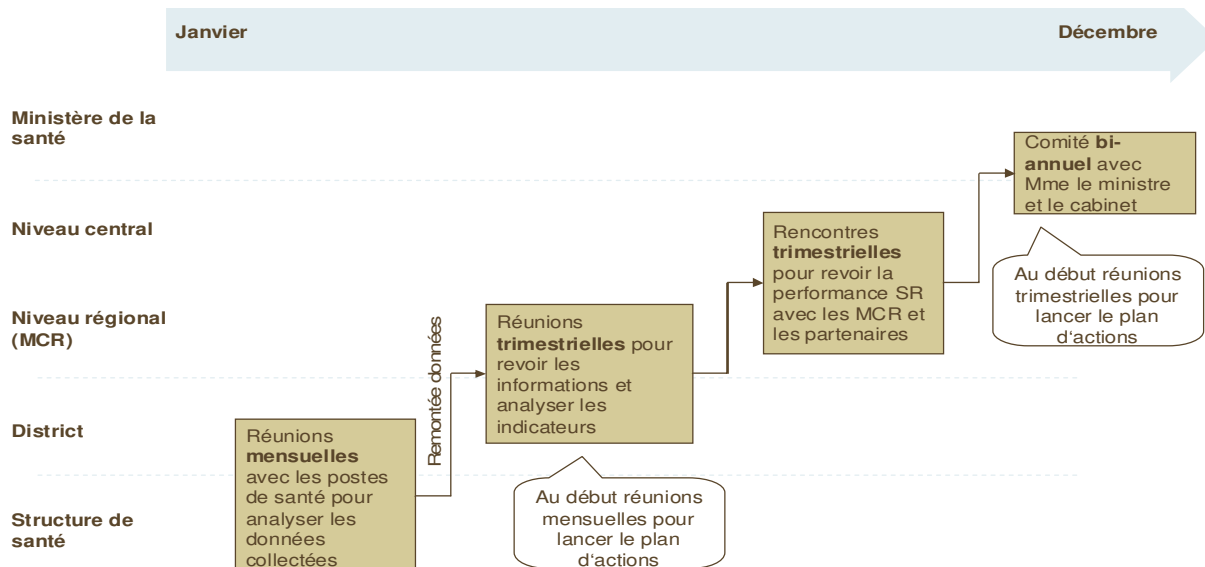 Janvier
Décembre
Ministère de la
santé
Comité bi-
annuel avec
Mme le ministre
et le cabinet
Niveau central
Rencontres
trimestrielles
pour revoir la
performance SR
avec les MCR et
les partenaires
Au début réunions
trimestrielles pour
lancer le plan
d'actions
Niveau régional
(MCR)
Réunions
trimestrielles pour
revoir les
informations et
analyser les
indicateurs
Remontée données
District
Réunions
mensuelles
avec les postes
de santé pour
analyser les
données
collectées
Au début réunions
mensuelles pour
lancer le plan
d'actions
Structure de
santé